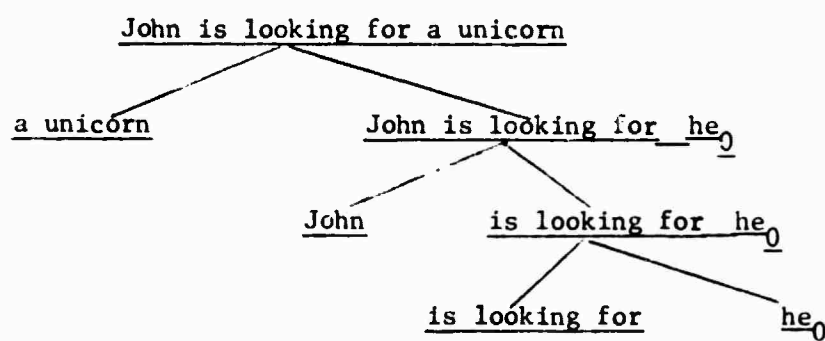 John is looking for a unicorn
a unicorn John is looking for he₀
John is looking for he₀
is looking for he₀